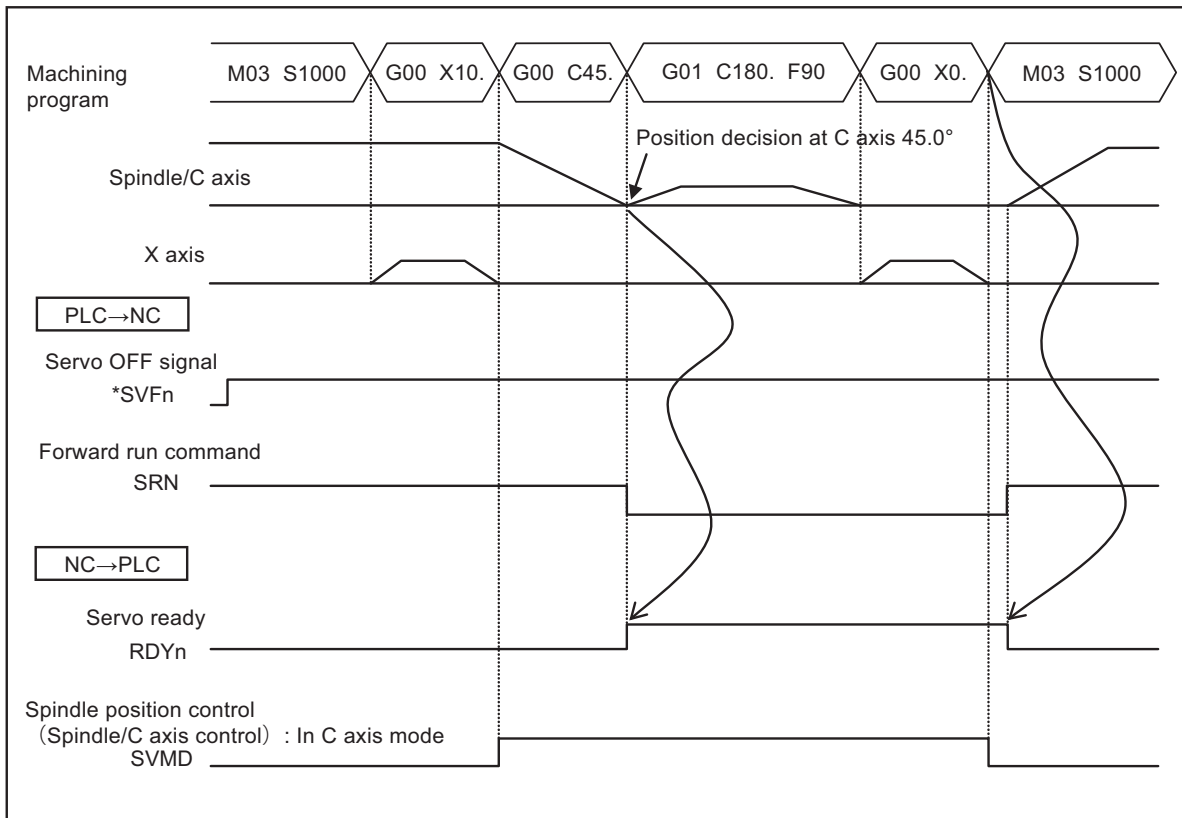 Machining
program
M03 S1000
G00 X10.
G00 C45.
G01 C180. F90
G00 X0.
M03 S1000
Position decision at C axis 45.0°
Spindle/C axis
X axis
PLC→NC
Servo OFF signal
*SVFn
Forward run command
SRN
NC→PLC
Servo ready
RDYn
Spindle position control
（Spindle/C axis control）: In C axis mode
SVMD